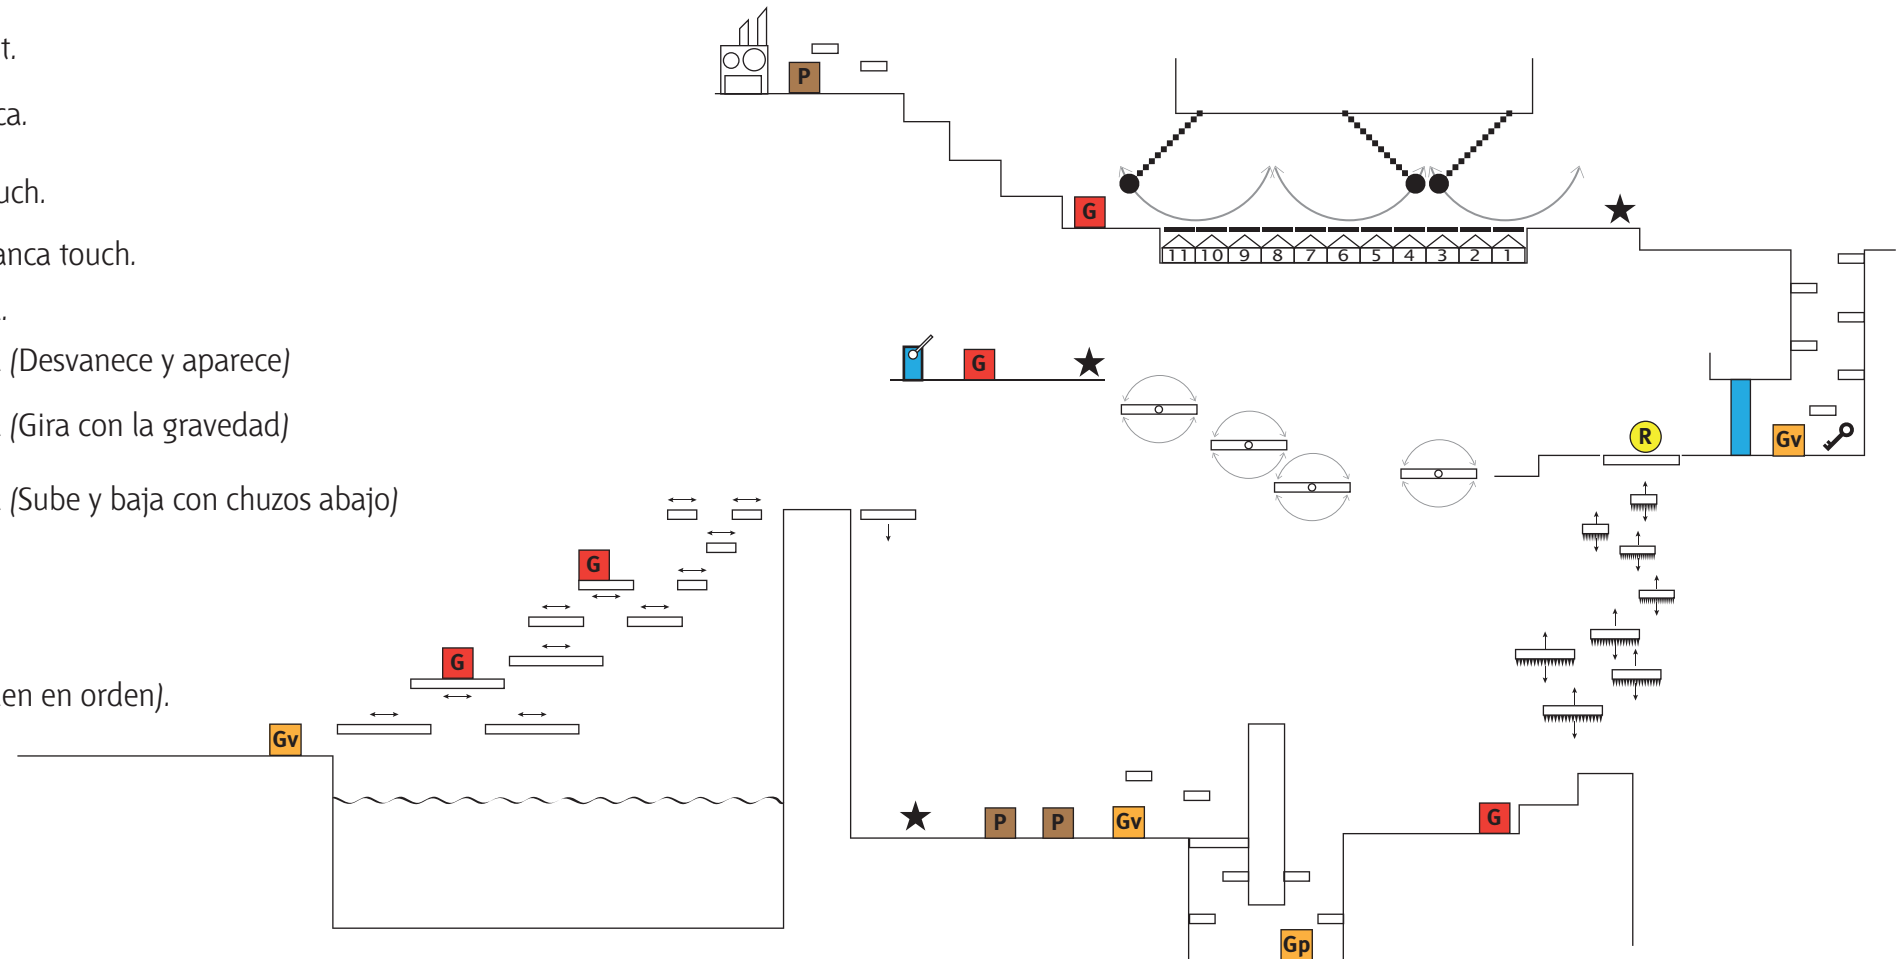 t.
ca.
uch.
anca touch.
.
. (Desvanece y aparece)
. (Gira con la gravedad)
. (Sube y baja con chuzos abajo)
en en orden).
P
G
11 10 9 8 7 6 5 4 3 2 1
G
R
Gv
G
G
Gv
P
P
Gv
G
Gp